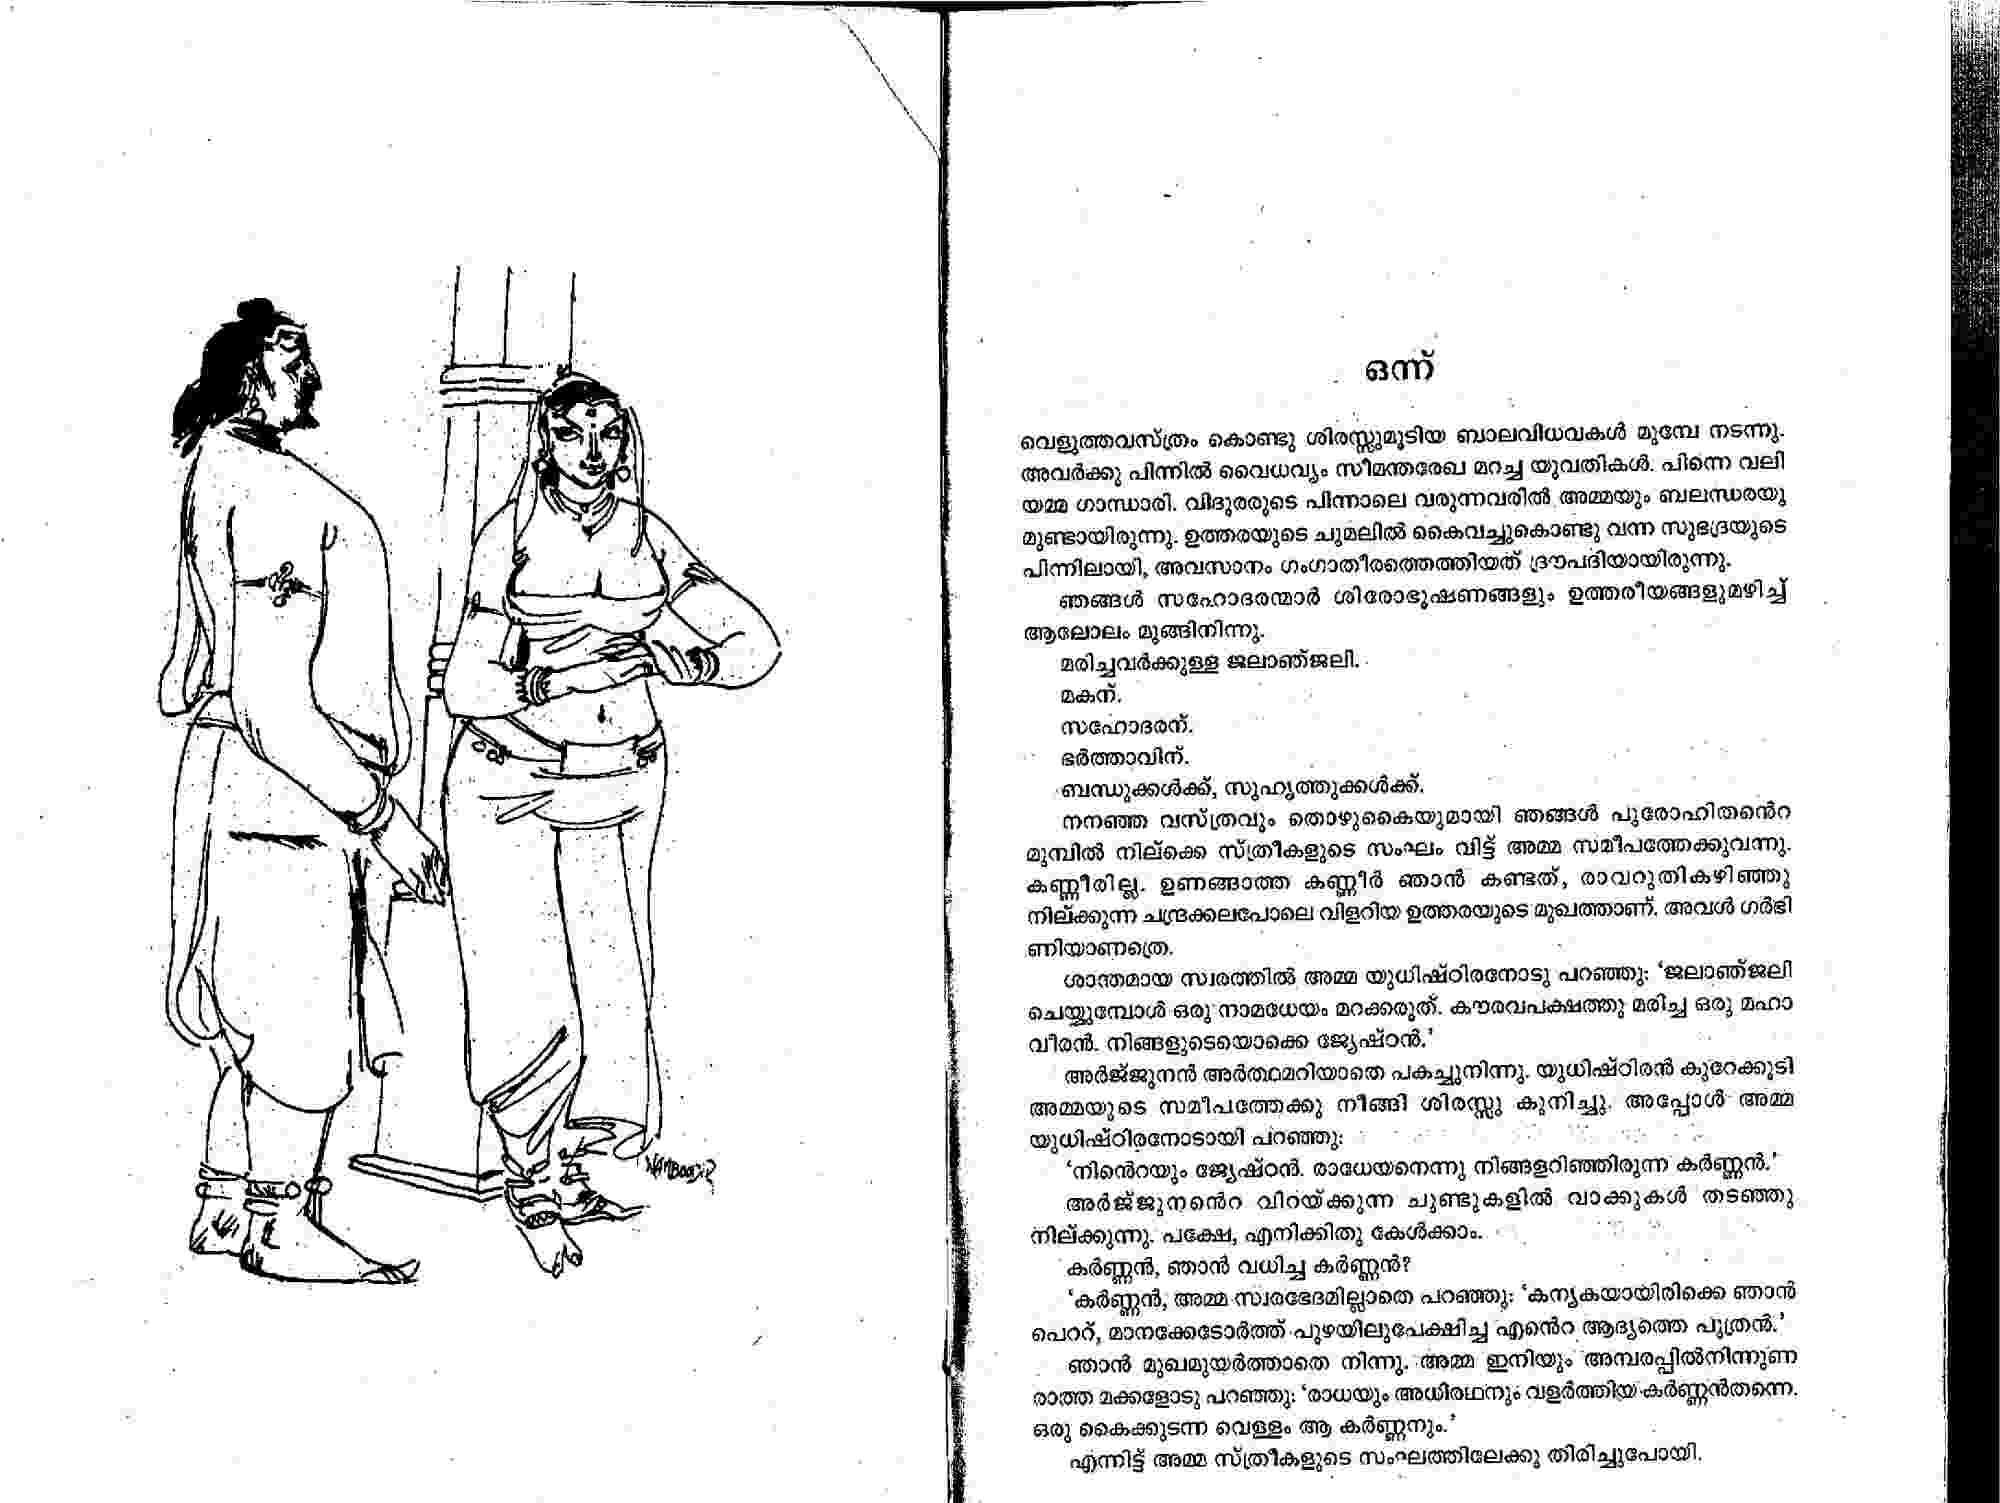 NAMBOODIRI
ഒന്ന്
വെളുത്തവസ്ത്രം കൊണ്ടു ശിരസ്സുമൂടിയ ബാലവിധവകൾ മുമ്പേ നടന്നു.
അവർക്കു പിന്നിൽ വൈധവ്യം സീമന്തരേഖ മറച്ച യുവതികൾ. പിന്നെ വലി
യമ്മ ഗാന്ധാരി. വിദുരരുടെ പിന്നാലെ വരുന്നവരിൽ അമ്മയും ബലന്ധരയു
മുണ്ടായിരുന്നു. ഉത്തരയുടെ ചുമലിൽ കൈവച്ചുകൊണ്ടു വന്ന സുഭദ്രയുടെ
പിന്നിലായി, അവസാനം ഗംഗാതീരത്തെത്തിയത് ദ്രൗപദിയായിരുന്നു.
ഞങ്ങൾ സഹോദരന്മാർ ശിരോഭൂഷണങ്ങളും ഉത്തരീയങ്ങളുമഴിച്ച്
ആലോലം മുങ്ങിനിന്നു.
മരിച്ചവർക്കുള്ള ജലാഞ്ജലി.
മകന്.
സഹോദരന്.
ഭർത്താവിന്.
ബന്ധുക്കൾക്ക്, സുഹൃത്തുക്കൾക്ക്.
നനഞ്ഞ വസ്ത്രവും തൊഴുകൈയുമായി ഞങ്ങൾ പുരോഹിതൻെറ
മുമ്പിൽ നില്ക്കെ സ്ത്രീകളുടെ സംഘം വിട്ട് അമ്മ സമീപത്തേക്കുവന്നു.
കണ്ണീരില്ല. ഉണങ്ങാത്ത കണ്ണീർ ഞാൻ കണ്ടത്, രാവറുതികഴിഞ്ഞു
നില്ക്കുന്ന ചന്ദ്രക്കലപോലെ വിളറിയ ഉത്തരയുടെ മുഖത്താണ്. അവൾ ഗർഭി
ണിയാണത്രെ.
ശാന്തമായ സ്വരത്തിൽ അമ്മ യുധിഷ്ഠിരനോടു പറഞ്ഞു: ‘ജലാഞ്ജലി
ചെയ്യുമ്പോൾ ഒരു നാമധേയം മറക്കരുത്. കൗരവപക്ഷത്തു മരിച്ച ഒരു മഹാ
വീരൻ. നിങ്ങളുടെയൊക്കെ ജ്യേഷ്ഠൻ.’
അർജ്ജുനൻ അർത്ഥമറിയാതെ പകച്ചുനിന്നു. യുധിഷ്ഠിരൻ കുറേക്കൂടി
അമ്മയുടെ സമീപത്തേക്കു നീങ്ങി ശിരസ്സു കുനിച്ചു. അപ്പോൾ അമ്മ
യുധിഷ്ഠിരനോടായി പറഞ്ഞു:
‘നിൻെറയും ജ്യേഷ്ഠൻ. രാധേയനെന്നു നിങ്ങളറിഞ്ഞിരുന്ന കർണ്ണൻ.’
അർജ്ജുനൻെറ വിറയ്ക്കുന്ന ചുണ്ടുകളിൽ വാക്കുകൾ തടഞ്ഞു
നില്ക്കുന്നു. പക്ഷേ, എനിക്കിതു കേൾക്കാം.
കർണ്ണൻ, ഞാൻ വധിച്ച കർണ്ണൻ?
‘കർണ്ണൻ, അമ്മ സ്വരഭേദമില്ലാതെ പറഞ്ഞു: ‘കന്യകയായിരിക്കെ ഞാൻ
പെററ്, മാനക്കേടോർത്ത് പുഴയിലുപേക്ഷിച്ച എൻെറ ആദ്യത്തെ പുത്രൻ.’
ഞാൻ മുഖമുയർത്താതെ നിന്നു. അമ്മ ഇനിയും അമ്പരപ്പിൽനിന്നുണ
രാത്ത മക്കളോടു പറഞ്ഞു: ‘രാധയും അധിരഥനും വളർത്തിയ കർണ്ണൻതന്നെ.
ഒരു കൈക്കുടന്ന വെള്ളം ആ കർണ്ണനും.’
എന്നിട്ട് അമ്മ സ്ത്രീകളുടെ സംഘത്തിലേക്കു തിരിച്ചുപോയി.